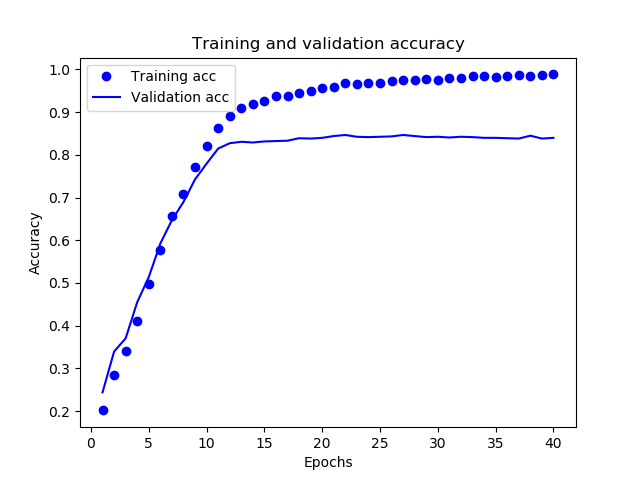 Training and validation accuracy
Training acc
Validation acc
Accuracy
1.0
0.9
0.8
0.7
0.6
0.5
0.4
0.3
0.2
0 5 10 15 20 25 30 35 40
Epochs